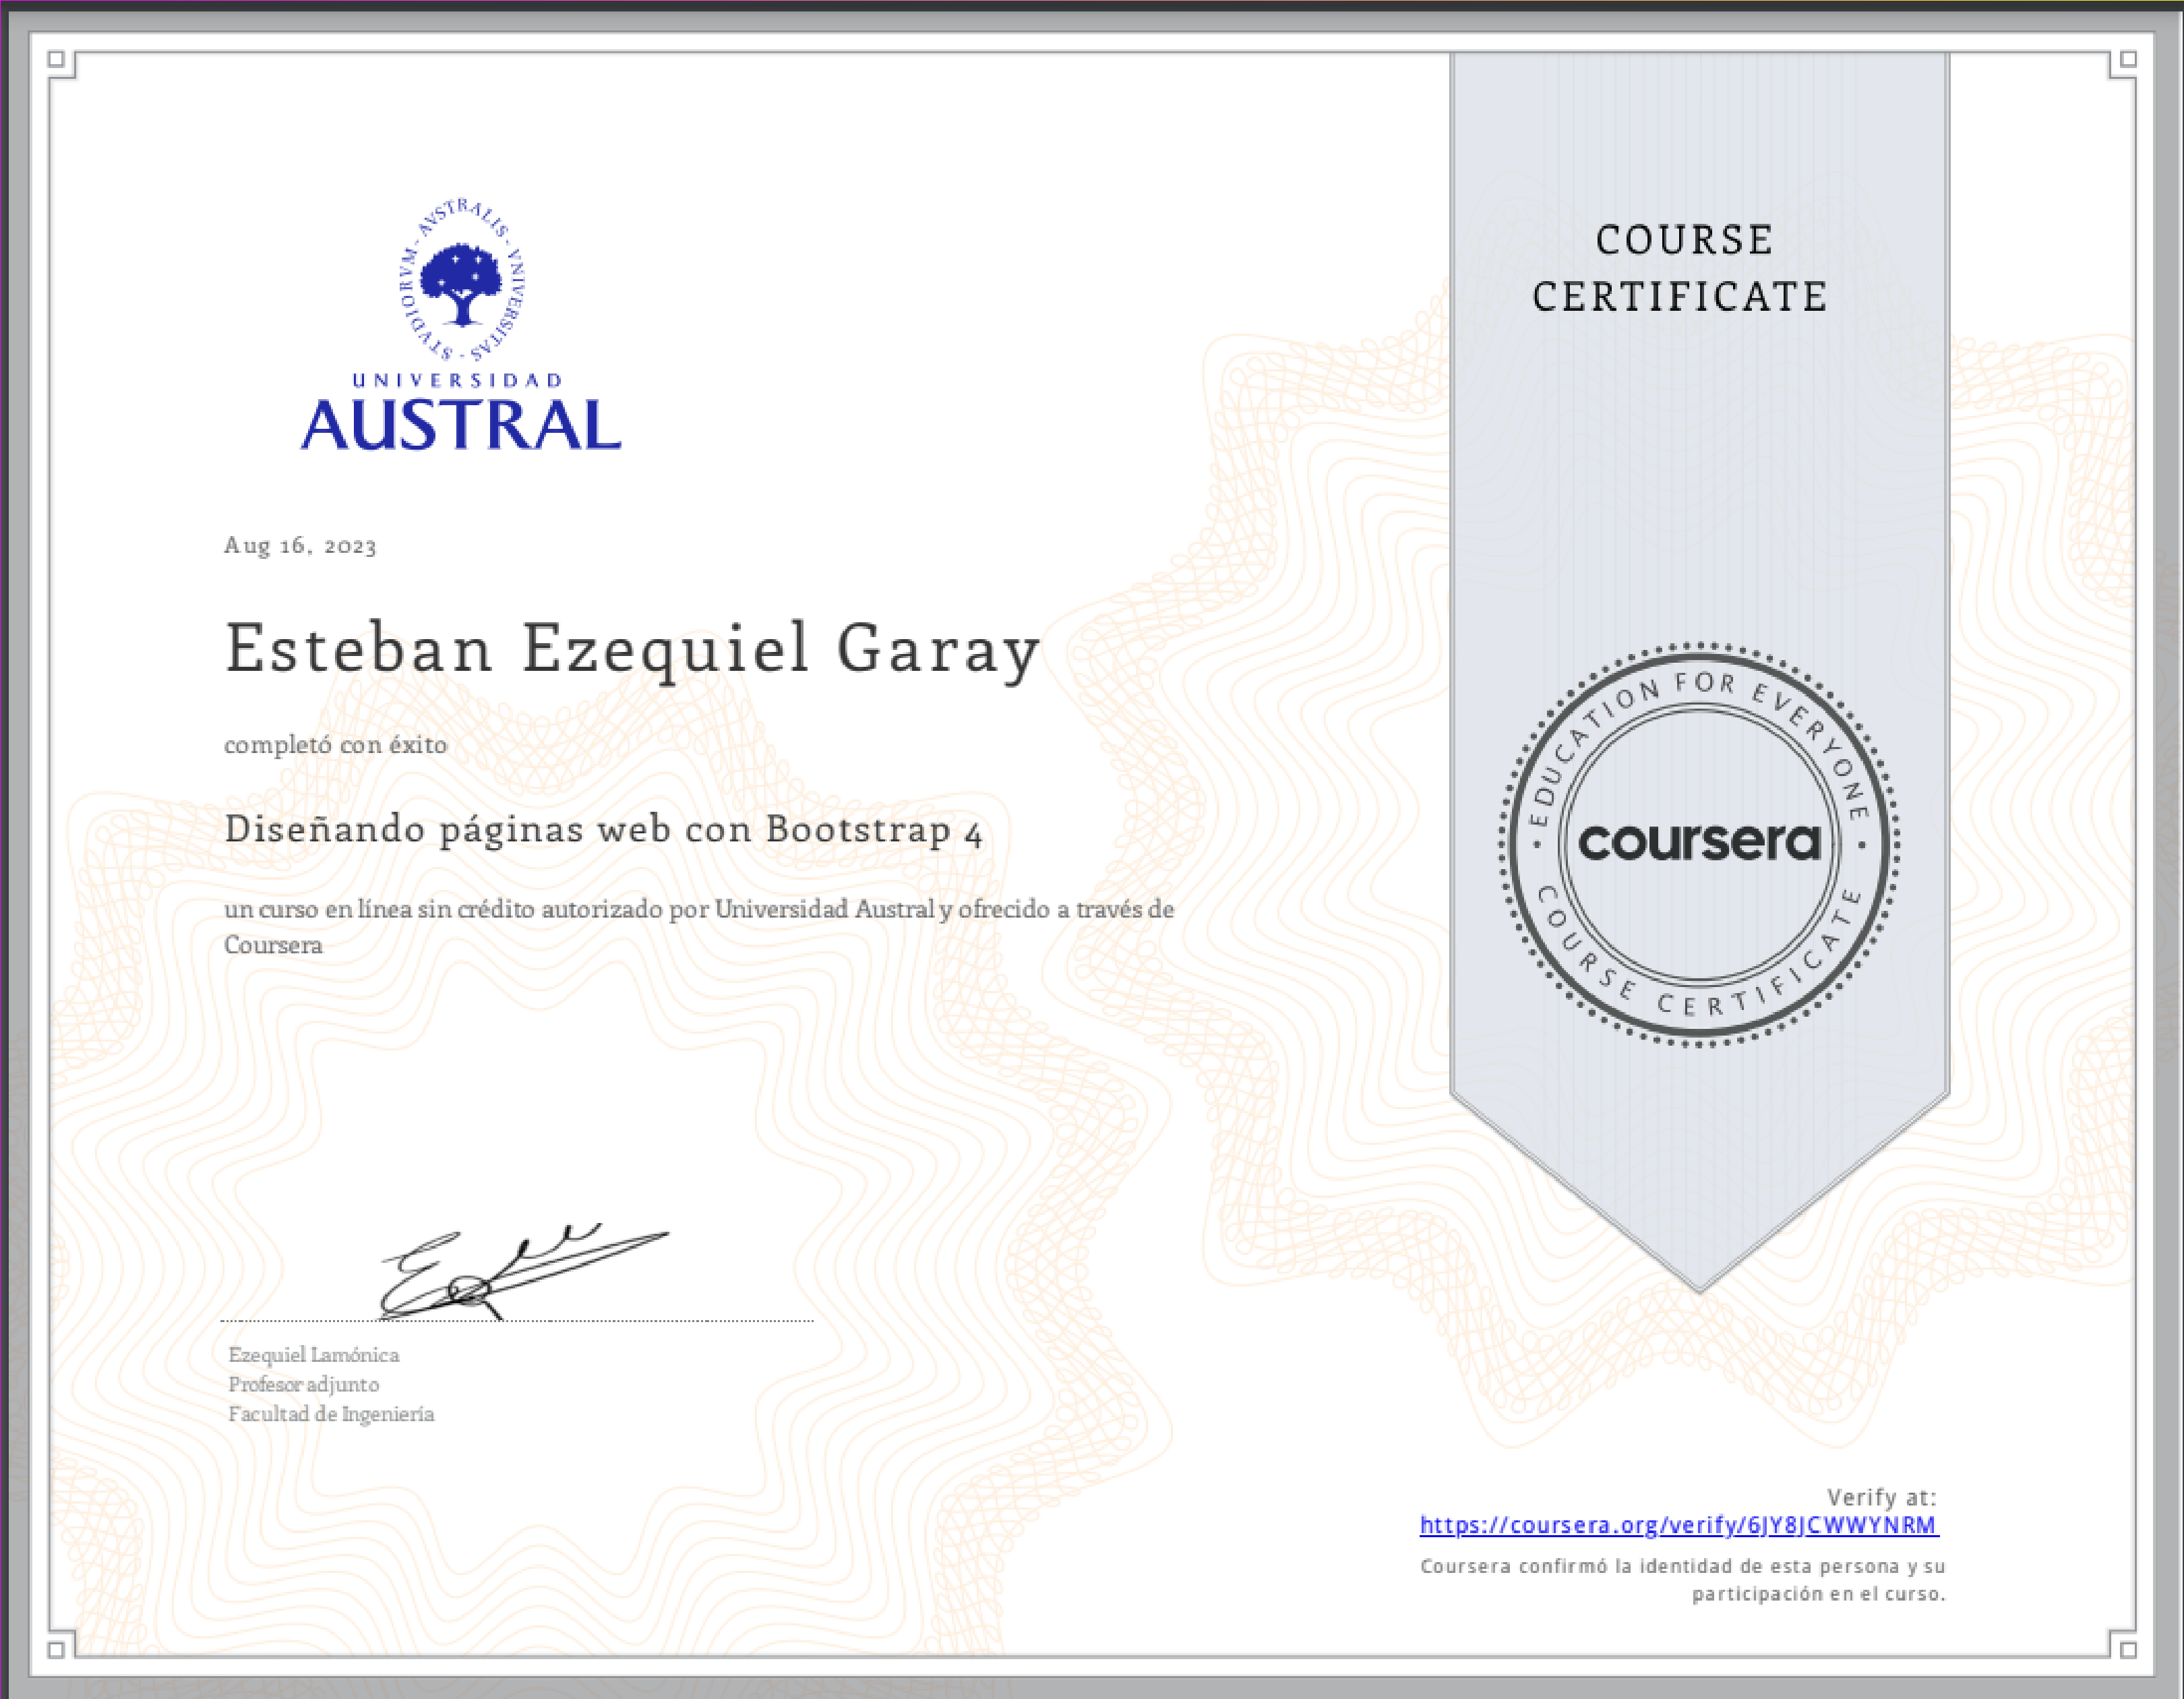 AVSTRALIS - VNIVERSITAS - STVDIORVM -
UNIVERSIDAD
AUSTRAL
Aug 16, 2023
Esteban Ezequiel Garay
completó con éxito
Diseñando páginas web con Bootstrap 4
un curso en línea sin crédito autorizado por Universidad Austral y ofrecido a través de
Coursera
Ezequiel Lamónica
Profesor adjunto
Facultad de Ingeniería
COURSE
CERTIFICATE
EDUCATION FOR EVERYONE
coursera
COURSE CERTIFICATE
Verify at:
https://coursera.org/verify/6JY8JCWWYNRM
Coursera confirmó la identidad de esta persona y su
participación en el curso.